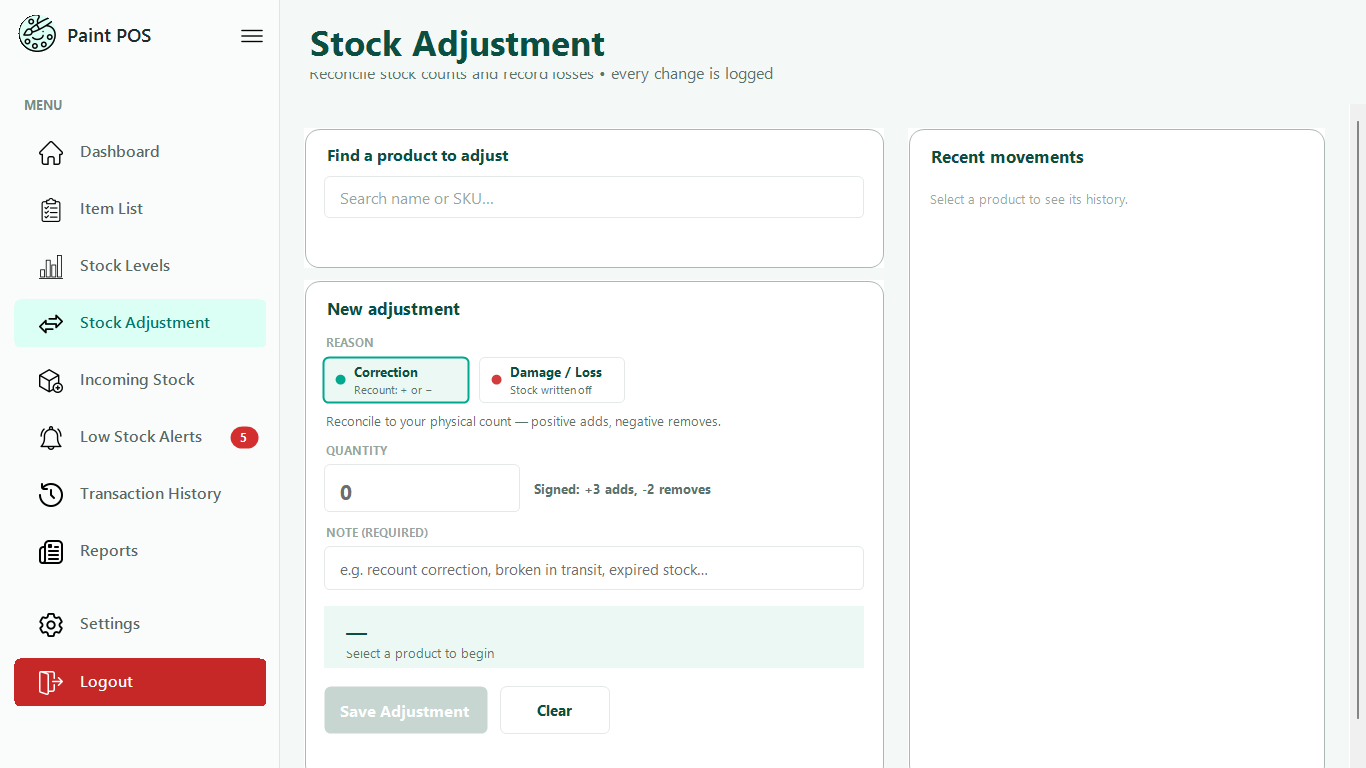 Paint POS
MENU
Dashboard
Item List
Stock Levels
Stock Adjustment
Incoming Stock
Low Stock Alerts 5
Transaction History
Reports
Settings
Logout
Stock Adjustment
Reconcile stock counts and record losses • every change is logged
Find a product to adjust
Search name or SKU...
New adjustment
REASON
Correction
Recount: + or −
Damage / Loss
Stock written off
Reconcile to your physical count — positive adds, negative removes.
QUANTITY
0
Signed: +3 adds, -2 removes
NOTE (REQUIRED)
e.g. recount correction, broken in transit, expired stock...
—
Select a product to begin
Save Adjustment
Clear
Recent movements
Select a product to see its history.